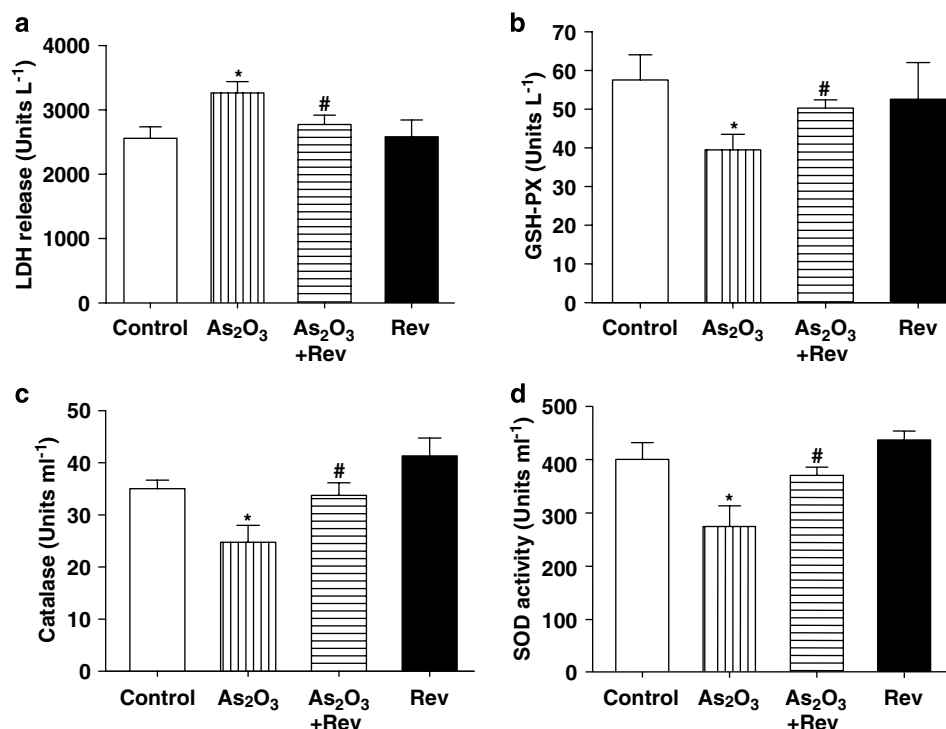 a
LDH release (Units L⁻¹)
4000
3000
2000
1000
0
*
#
Control
As₂O₃
As₂O₃
+Rev
Rev
b
GSH-PX (Units L⁻¹)
70
60
50
40
30
20
10
0
*
#
Control
As₂O₃
As₂O₃
+Rev
Rev
c
Catalase (Units ml⁻¹)
50
40
30
20
10
0
*
#
Control
As₂O₃
As₂O₃
+Rev
Rev
d
SOD activity (Units ml⁻¹)
500
400
300
200
100
0
*
#
Control
As₂O₃
As₂O₃
+Rev
Rev